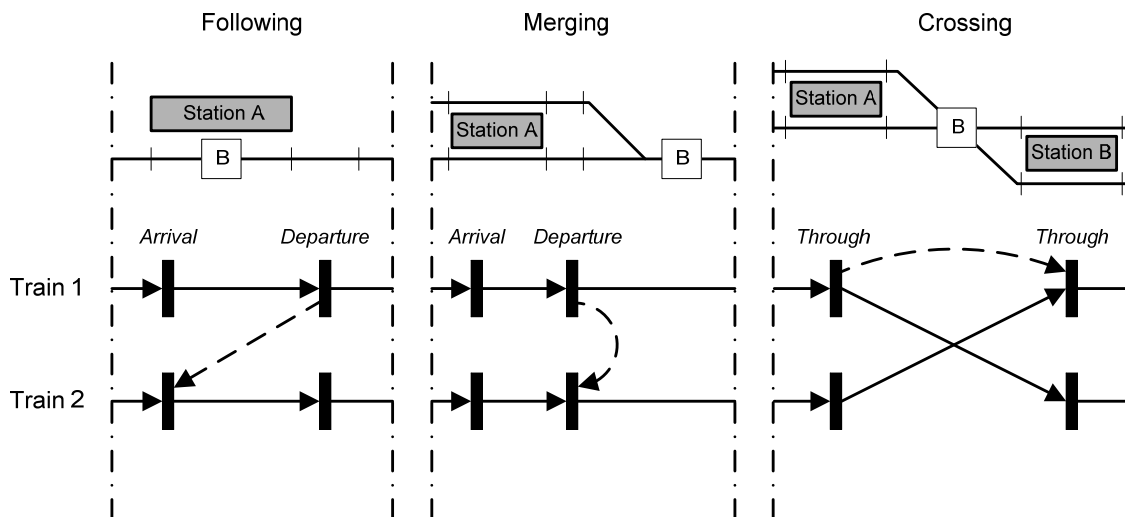 Following
Merging
Crossing
Station A
B
Station A
B
Station A
B
Station B
Arrival
Departure
Arrival
Departure
Through
Through
Train 1
Train 2